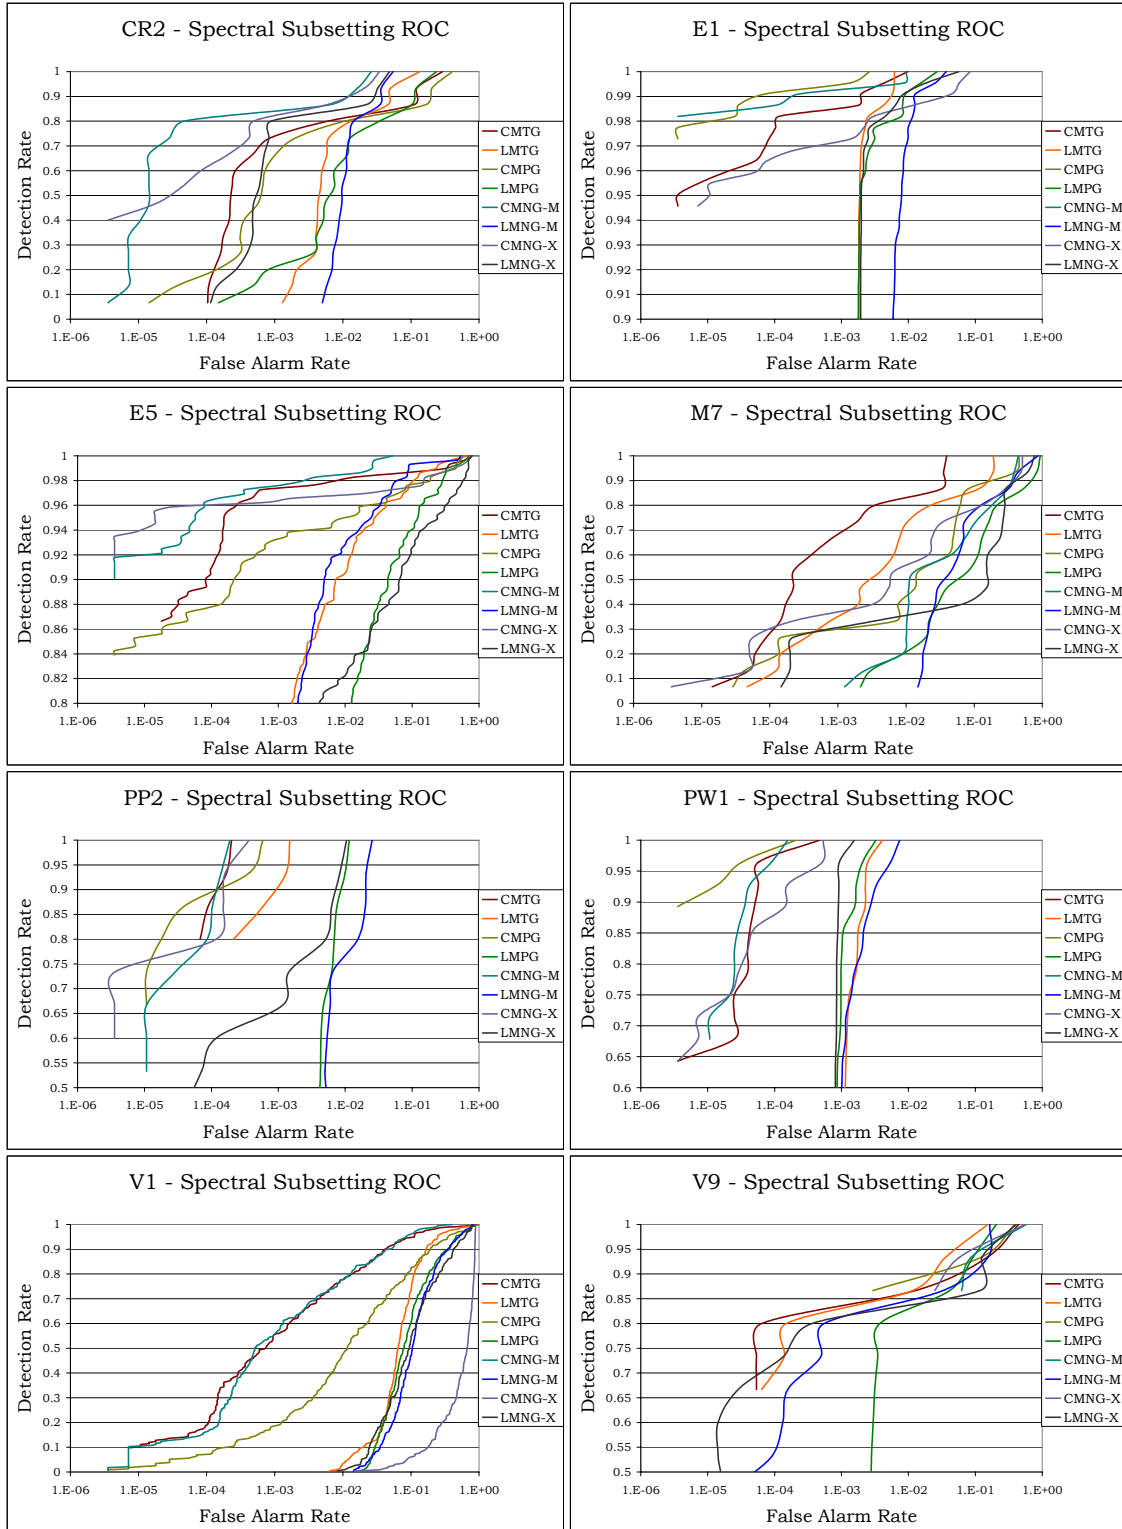 CR2 - Spectral Subsetting ROC
Detection Rate
1
0.9
0.8
0.7
0.6
0.5
0.4
0.3
0.2
0.1
0
1.E-06 1.E-05 1.E-04 1.E-03 1.E-02 1.E-01 1.E+00
False Alarm Rate
CMTG
LMTG
CMPG
LMPG
CMNG-M
LMNG-M
CMNG-X
LMNG-X
E1 - Spectral Subsetting ROC
Detection Rate
1
0.99
0.98
0.97
0.96
0.95
0.94
0.93
0.92
0.91
0.9
1.E-06 1.E-05 1.E-04 1.E-03 1.E-02 1.E-01 1.E+00
False Alarm Rate
CMTG
LMTG
CMPG
LMPG
CMNG-M
LMNG-M
CMNG-X
LMNG-X
E5 - Spectral Subsetting ROC
Detection Rate
1
0.98
0.96
0.94
0.92
0.9
0.88
0.86
0.84
0.82
0.8
1.E-06 1.E-05 1.E-04 1.E-03 1.E-02 1.E-01 1.E+00
False Alarm Rate
CMTG
LMTG
CMPG
LMPG
CMNG-M
LMNG-M
CMNG-X
LMNG-X
M7 - Spectral Subsetting ROC
Detection Rate
1
0.9
0.8
0.7
0.6
0.5
0.4
0.3
0.2
0.1
0
1.E-06 1.E-05 1.E-04 1.E-03 1.E-02 1.E-01 1.E+00
False Alarm Rate
CMTG
LMTG
CMPG
LMPG
CMNG-M
LMNG-M
CMNG-X
LMNG-X
PP2 - Spectral Subsetting ROC
Detection Rate
1
0.95
0.9
0.85
0.8
0.75
0.7
0.65
0.6
0.55
0.5
1.E-06 1.E-05 1.E-04 1.E-03 1.E-02 1.E-01 1.E+00
False Alarm Rate
CMTG
LMTG
CMPG
LMPG
CMNG-M
LMNG-M
CMNG-X
LMNG-X
PW1 - Spectral Subsetting ROC
Detection Rate
1
0.95
0.9
0.85
0.8
0.75
0.7
0.65
0.6
1.E-06 1.E-05 1.E-04 1.E-03 1.E-02 1.E-01 1.E+00
False Alarm Rate
CMTG
LMTG
CMPG
LMPG
CMNG-M
LMNG-M
CMNG-X
LMNG-X
V1 - Spectral Subsetting ROC
Detection Rate
1
0.9
0.8
0.7
0.6
0.5
0.4
0.3
0.2
0.1
0
1.E-06 1.E-05 1.E-04 1.E-03 1.E-02 1.E-01 1.E+00
False Alarm Rate
CMTG
LMTG
CMPG
LMPG
CMNG-M
LMNG-M
CMNG-X
LMNG-X
V9 - Spectral Subsetting ROC
Detection Rate
1
0.95
0.9
0.85
0.8
0.75
0.7
0.65
0.6
0.55
0.5
1.E-06 1.E-05 1.E-04 1.E-03 1.E-02 1.E-01 1.E+00
False Alarm Rate
CMTG
LMTG
CMPG
LMPG
CMNG-M
LMNG-M
CMNG-X
LMNG-X